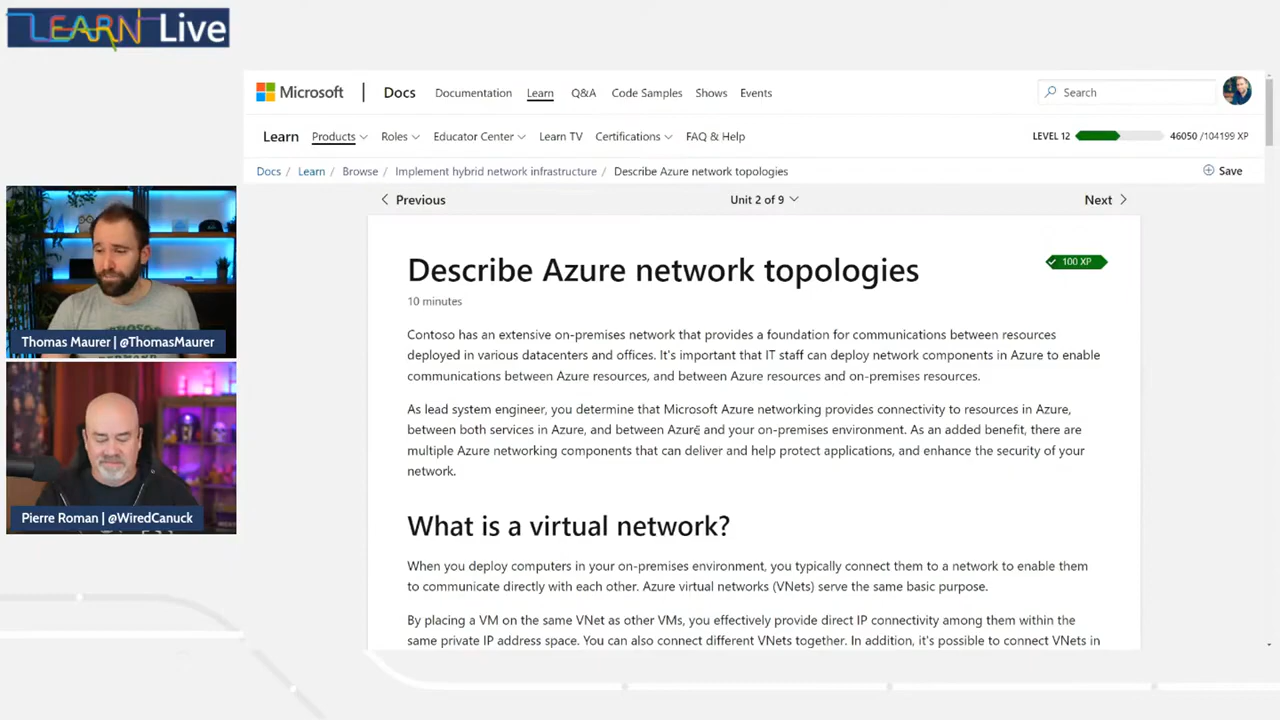 LEARN Live
Microsoft | Docs Documentation Learn Q&A Code Samples Shows Events Search
Learn Products Roles Educator Center Learn TV Certifications FAQ & Help LEVEL 12 46050 /104199 XP
Docs / Learn / Browse / Implement hybrid network infrastructure / Describe Azure network topologies Save
Previous Unit 2 of 9 Next
Describe Azure network topologies
100 XP
10 minutes
Contoso has an extensive on-premises network that provides a foundation for communications between resources
deployed in various datacenters and offices. It's important that IT staff can deploy network components in Azure to enable
communications between Azure resources, and between Azure resources and on-premises resources.
As lead system engineer, you determine that Microsoft Azure networking provides connectivity to resources in Azure,
between both services in Azure, and between Azure and your on-premises environment. As an added benefit, there are
multiple Azure networking components that can deliver and help protect applications, and enhance the security of your
network.
What is a virtual network?
When you deploy computers in your on-premises environment, you typically connect them to a network to enable them
to communicate directly with each other. Azure virtual networks (VNets) serve the same basic purpose.
By placing a VM on the same VNet as other VMs, you effectively provide direct IP connectivity among them within the
same private IP address space. You can also connect different VNets together. In addition, it's possible to connect VNets in
Thomas Maurer | @ThomasMaurer
Pierre Roman | @WiredCanuck